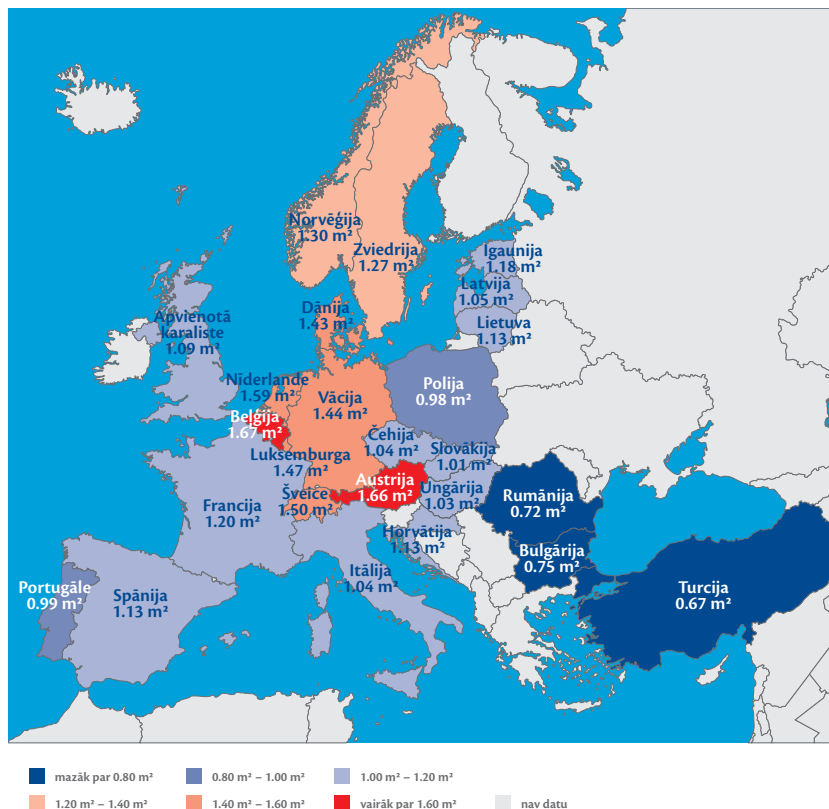 Norvēģija
1.30 m²
Zviedrija
1.27 m²
Igaunija
1.18 m²
Latvija
1.05 m²
Lietuva
1.13 m²
Dānija
1.43 m²
Apvienotā
karaliste
1.09 m²
Nīderlande
1.59 m²
Vācija
1.44 m²
Polija
0.98 m²
Beļģija
1.67 m²
Čehija
1.04 m²
Slovākija
1.01 m²
Luksemburga
1.47 m²
Austrija
1.66 m²
Šveice
1.50 m²
Ungārija
1.03 m²
Rumānija
0.72 m²
Francija
1.20 m²
Horvātija
1.13 m²
Bulgārija
0.75 m²
Itālija
1.04 m²
Portugāle
0.99 m²
Spānija
1.13 m²
Turcija
0.67 m²
mazāk par 0.80 m²
0.80 m² – 1.00 m²
1.00 m² – 1.20 m²
1.20 m² – 1.40 m²
1.40 m² – 1.60 m²
vairāk par 1.60 m²
nav datu